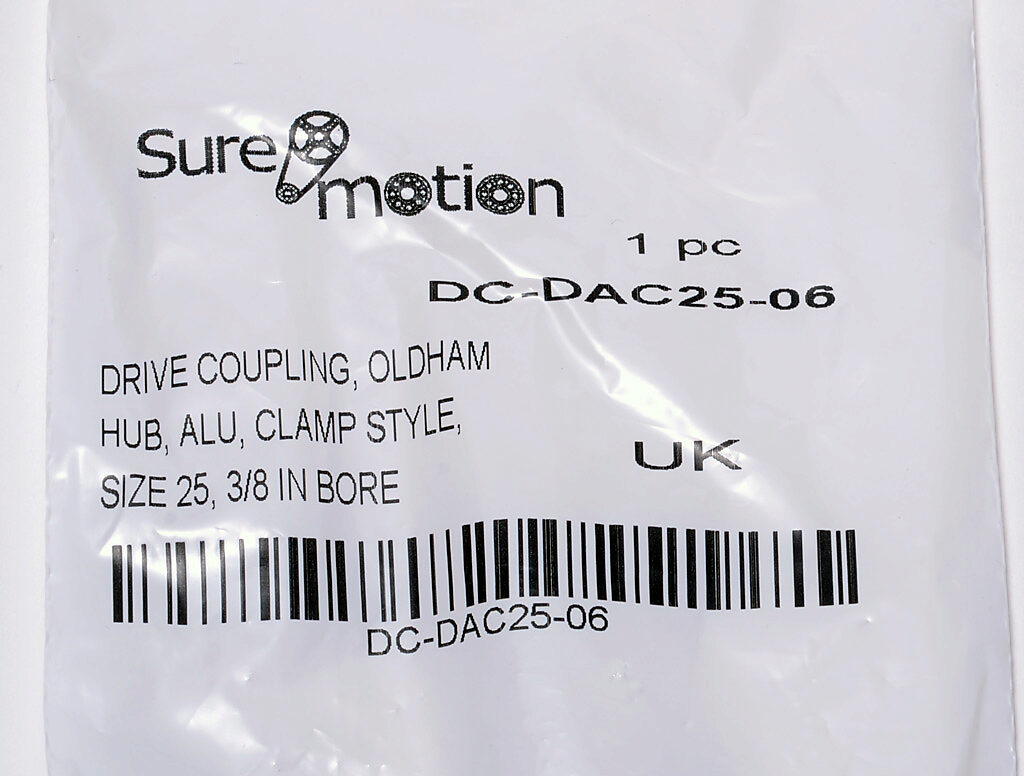 Sure motion
1 pc
DC-DAC25-06
DRIVE COUPLING, OLDHAM
HUB, ALU, CLAMP STYLE,
SIZE 25, 3/8 IN BORE
UK
DC-DAC25-06